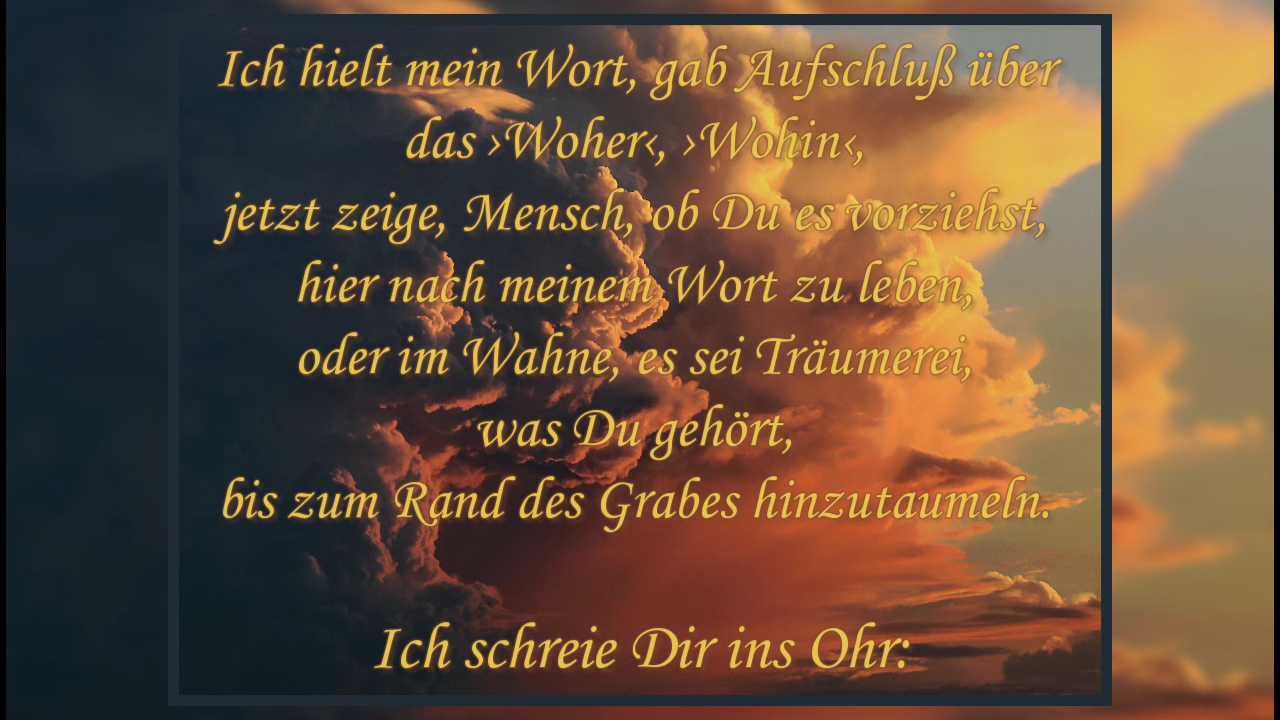 Ich hielt mein Wort, gab Aufschluß über
das ›Woher‹, ›Wohin‹,
jetzt zeige, Mensch, ob Du es vorziehst,
hier nach meinem Wort zu leben,
oder im Wahne, es sei Träumerei,
was Du gehört,
bis zum Rand des Grabes hinzutaumeln.
Ich schreie Dir ins Ohr: